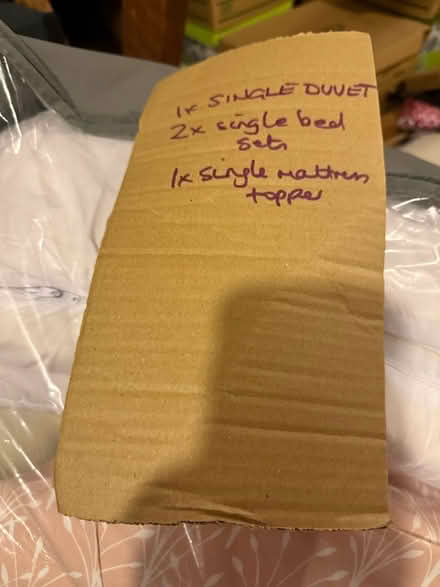 1x SINGLE DUVET
2x single bed
sets
1x single mattress
topper